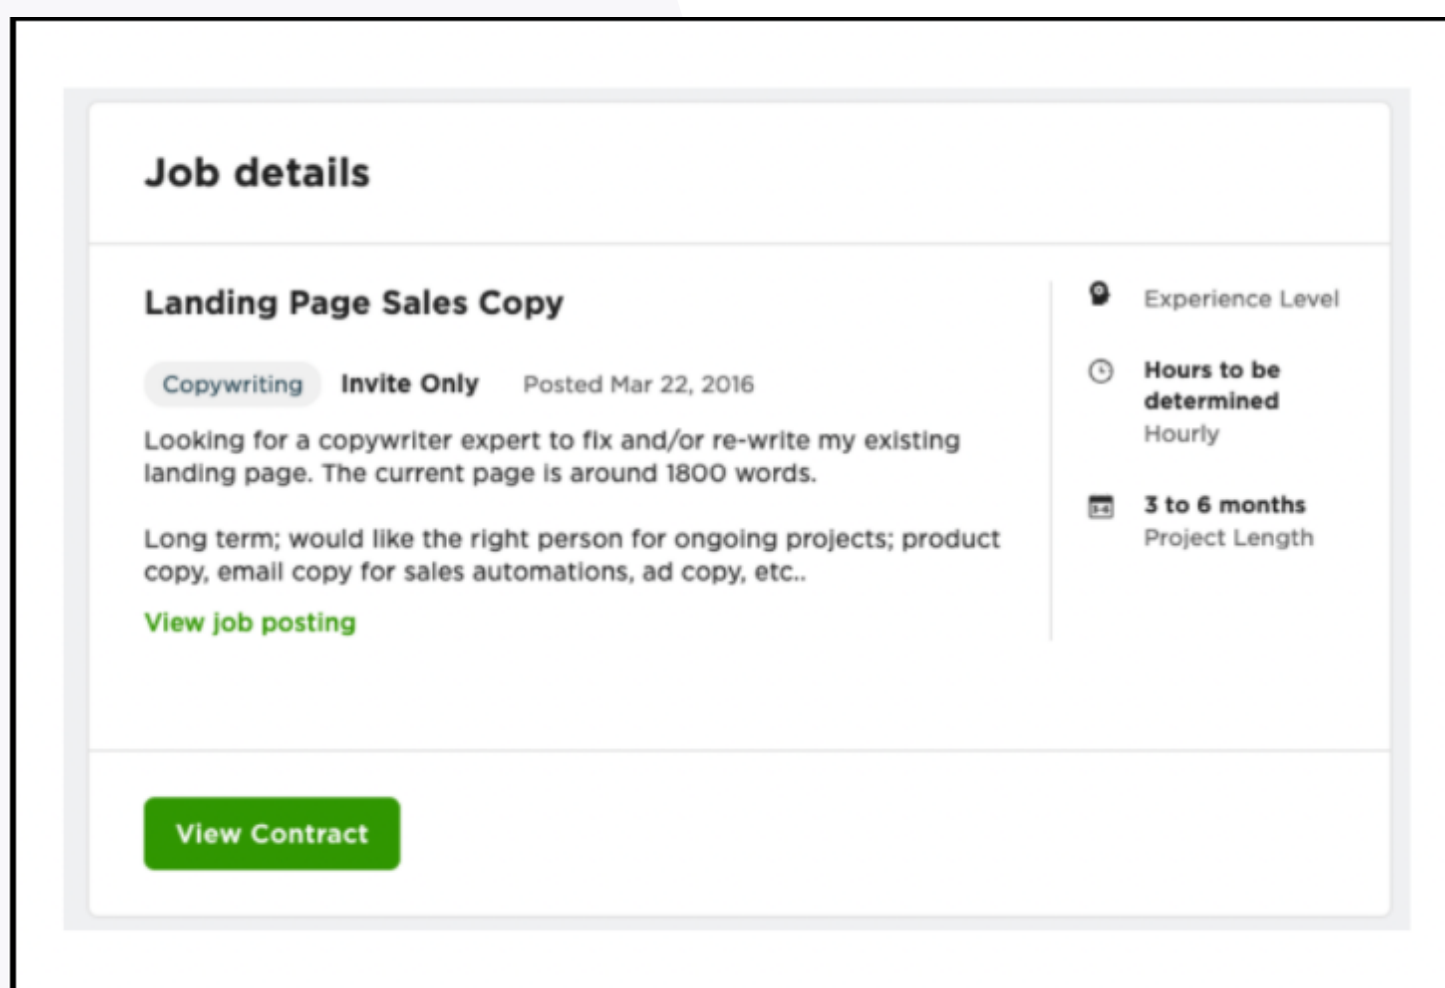 Job details
Landing Page Sales Copy
Copywriting Invite Only Posted Mar 22, 2016
Looking for a copywriter expert to fix and/or re-write my existing
landing page. The current page is around 1800 words.
Long term; would like the right person for ongoing projects; product
copy, email copy for sales automations, ad copy, etc..
View job posting
Experience Level
Hours to be
determined
Hourly
3 to 6 months
Project Length
View Contract